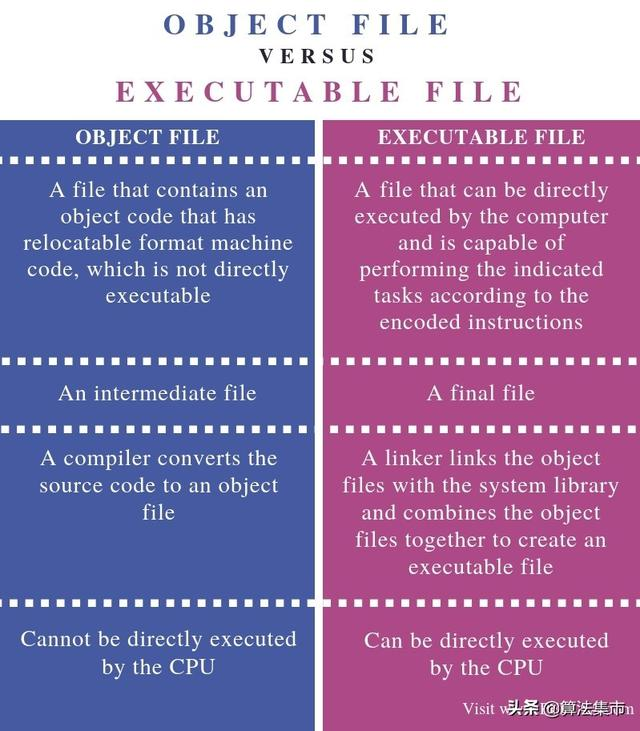 OBJECT FILE
VERSUS
EXECUTABLE FILE
OBJECT FILE
A file that contains an
object code that has
relocatable format machine
code, which is not directly
executable
An intermediate file
A compiler converts the
source code to an object
file
Cannot be directly executed
by the CPU
EXECUTABLE FILE
A file that can be directly
executed by the computer
and is capable of
performing the indicated
tasks according to the
encoded instructions
A final file
A linker links the object
files with the system library
and combines the object
files together to create an
executable file
Can be directly executed
by the CPU
Visit
头条 @算法集市